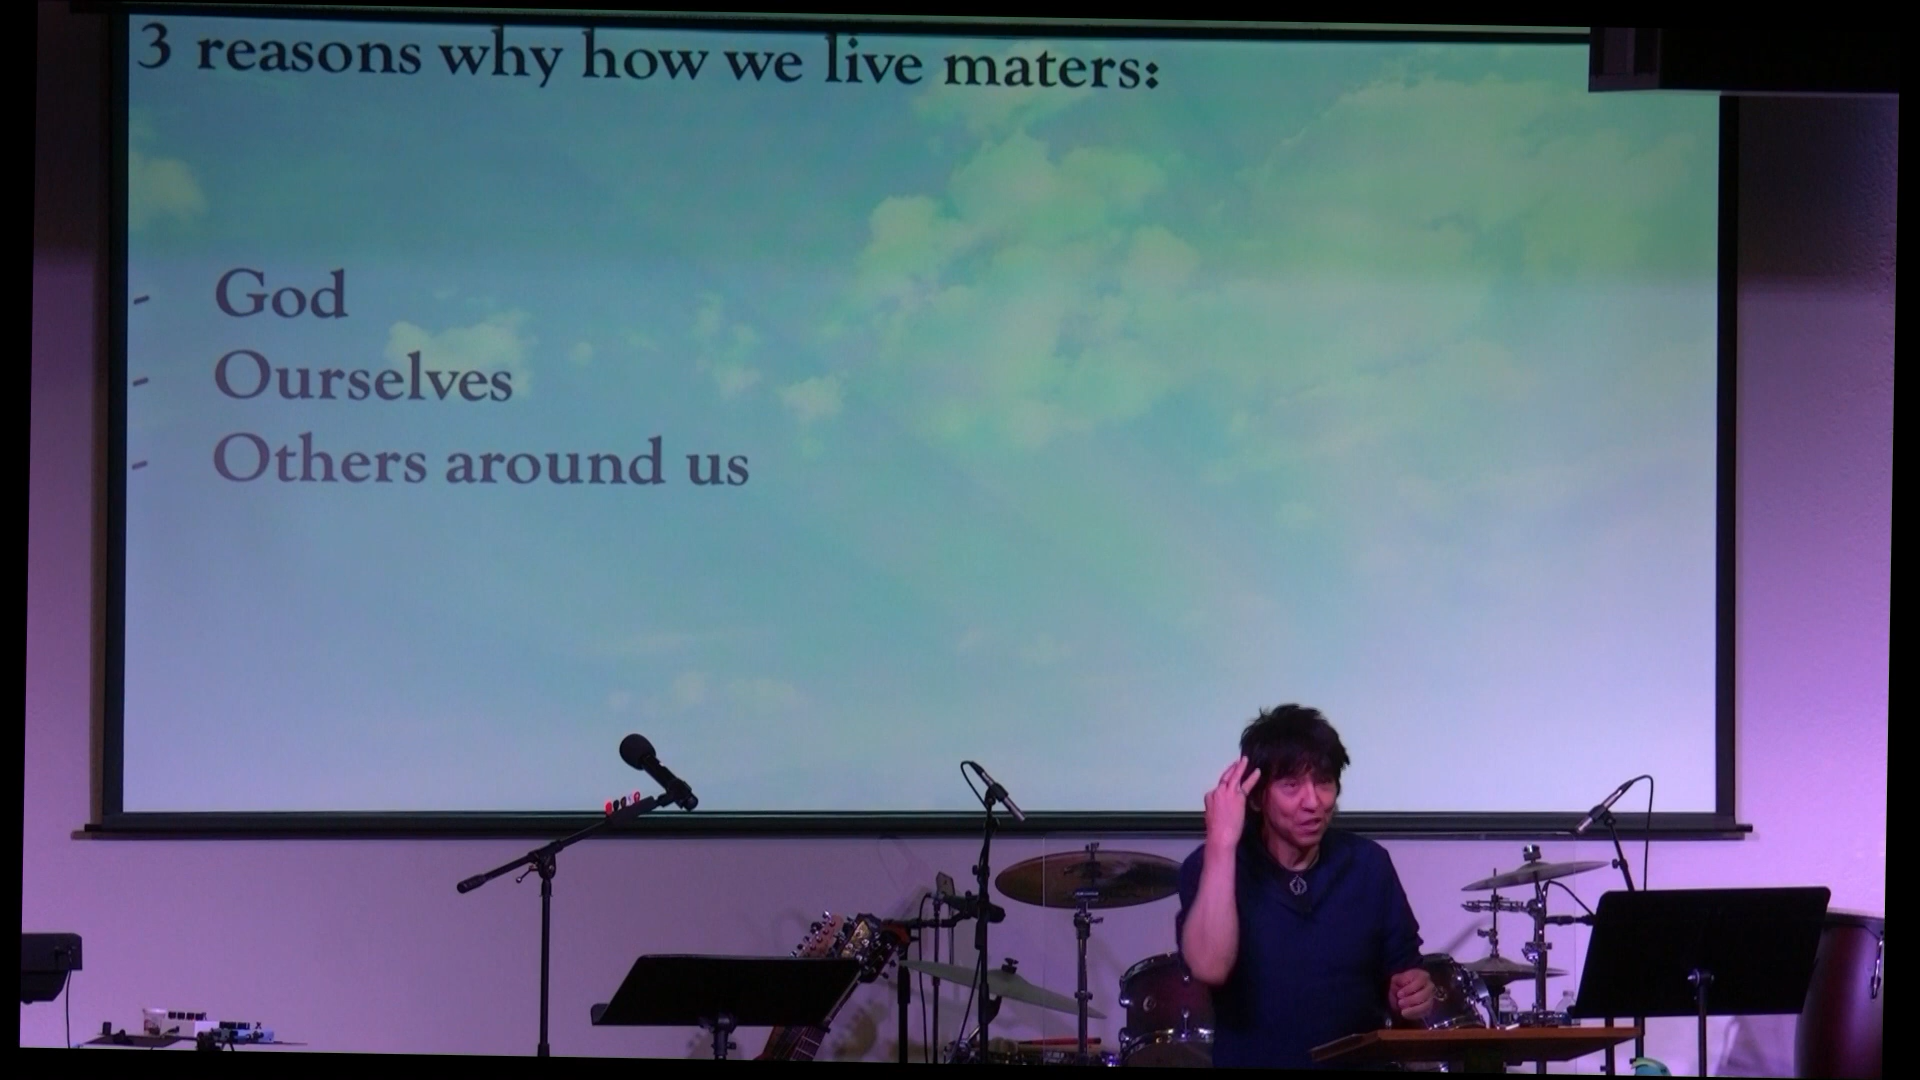 3 reasons why how we live maters:
- God
- Ourselves
- Others around us